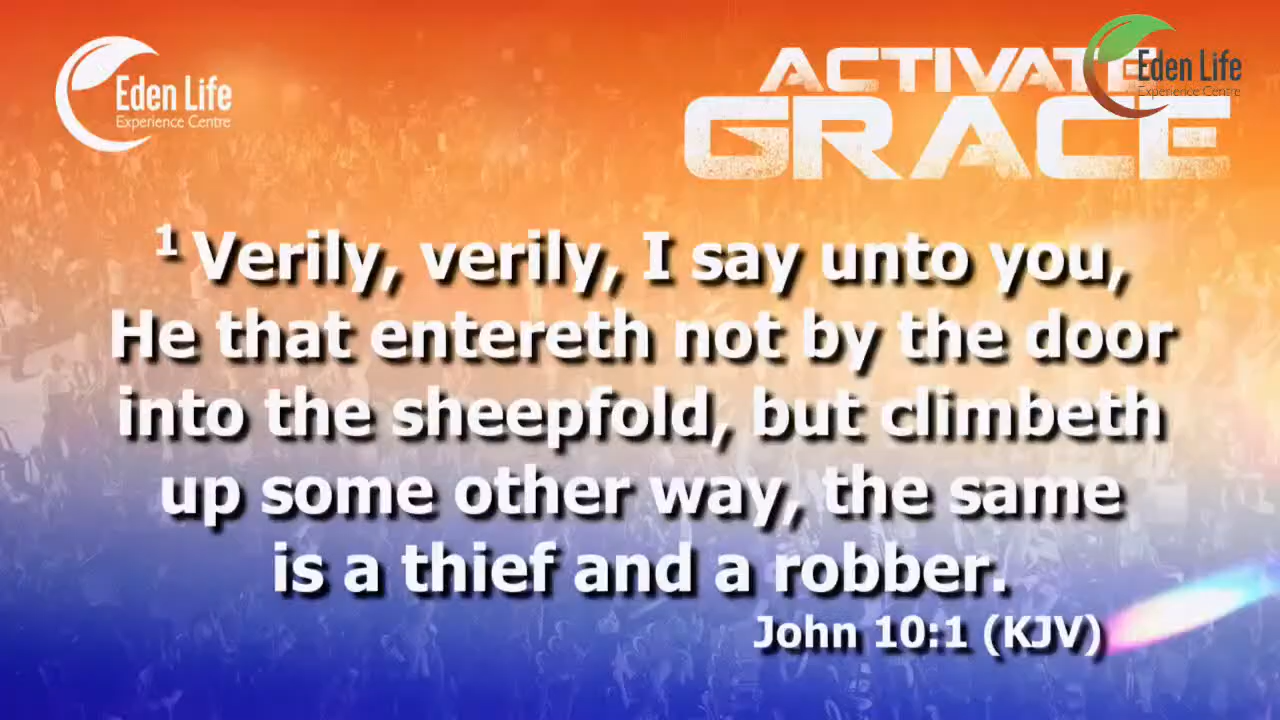 Eden Life
Experience Centre
ACTIVATE
GRACE
Eden Life
Experience Centre
1 Verily, verily, I say unto you,
He that entereth not by the door
into the sheepfold, but climbeth
up some other way, the same
is a thief and a robber.
John 10:1 (KJV)